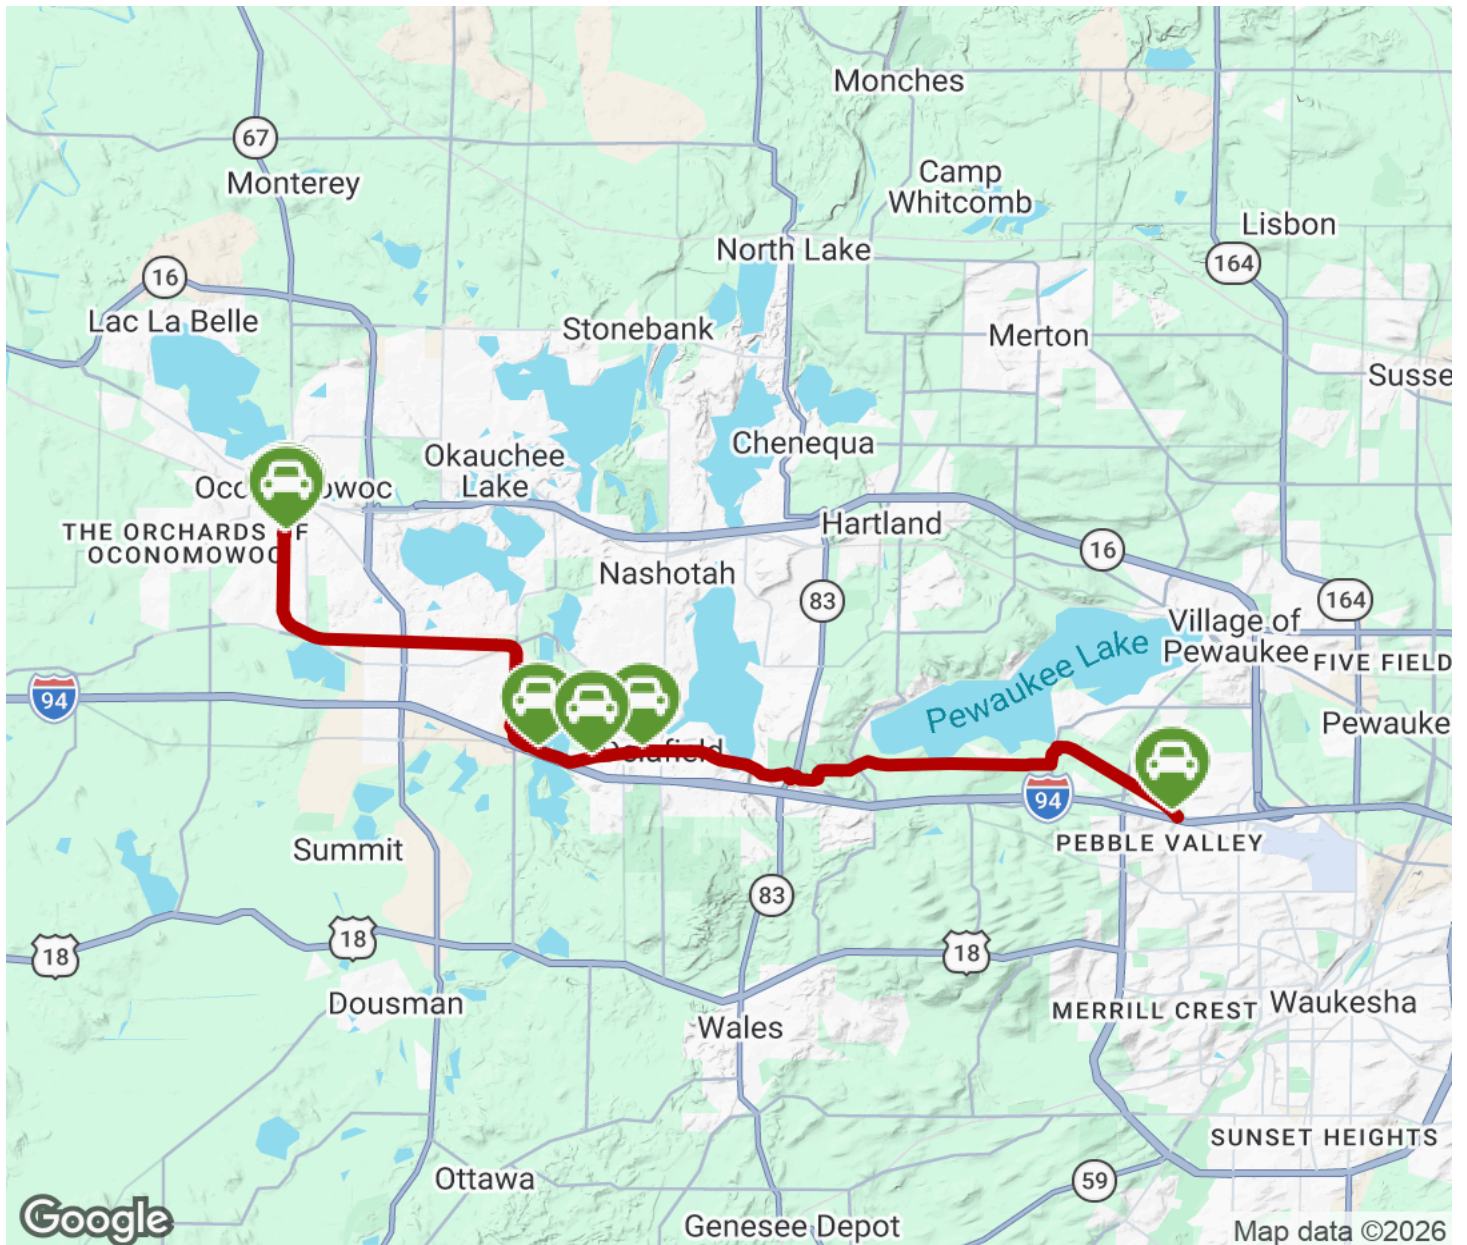 Monches
67
Monterey
Camp
Whitcomb
Lisbon
North Lake
164
16
Lac La Belle
Stonebank
Merton
Susse
Chenequa
Okauchee
Lake
THE ORCHARDS
OCONOMOWOC
Hartland
16
Nashotah
83
164
Village of
Pewaukee
Pewaukee Lake
FIVE FIELD
94
Pewauke
94
PEBBLE VALLEY
Summit
83
18
18
18
Dousman
MERRILL CREST
Waukesha
Wales
SUNSET HEIGHTS
Ottawa
59
Genesee Depot
Google
Map data ©2026